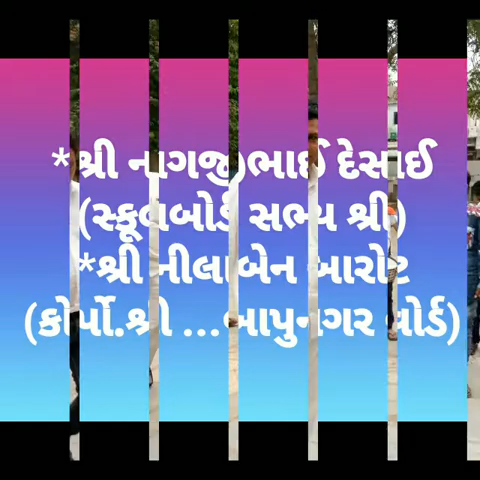 *શ્રી નાગજીભાઈ દેસાઈ
(સ્કૂલબોર્ડ સભ્ય શ્રી)
*શ્રી નીલાબેન બારોટ
(કોર્પો.શ્રી ...બાપુનગર વોર્ડ)